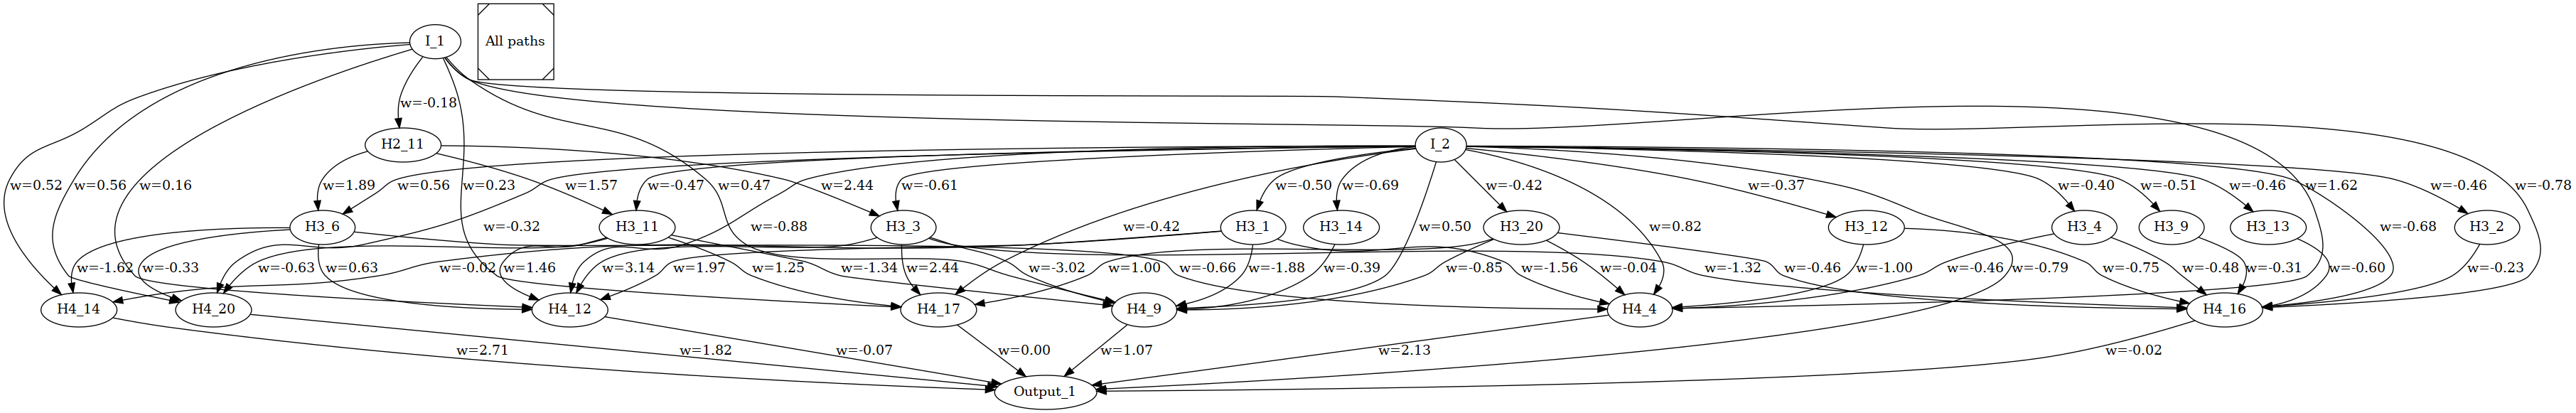 I_1
All paths
w=-0.18
H2_11
I_2
w=0.52
w=0.56
w=0.16
w=1.89
w=0.56
w=0.23
w=1.57
w=-0.47
w=0.47
w=2.44
w=-0.61
w=-0.50
w=-0.69
w=-0.42
w=-0.37
w=-0.40
w=-0.51
w=-0.46
w=1.62
w=-0.46
w=-0.78
H3_6
w=-0.32
H3_11
w=-0.88
H3_3
w=-0.42
H3_1
H3_14
w=0.50
H3_20
w=0.82
H3_12
H3_4
H3_9
H3_13
w=-0.68
H3_2
w=-1.62
w=-0.33
w=-0.63
w=0.63
w=-0.02
w=1.46
w=3.14
w=1.97
w=1.25
w=-1.34
w=2.44
w=-3.02
w=1.00
w=-0.66
w=-1.88
w=-0.39
w=-0.85
w=-1.56
w=-0.04
w=-1.32
w=-0.46
w=-1.00
w=-0.46
w=-0.79
w=-0.75
w=-0.48
w=-0.31
w=-0.60
w=-0.23
H4_14
H4_20
H4_12
H4_17
H4_9
H4_4
H4_16
w=2.71
w=1.82
w=-0.07
w=0.00
w=1.07
w=2.13
w=-0.02
Output_1